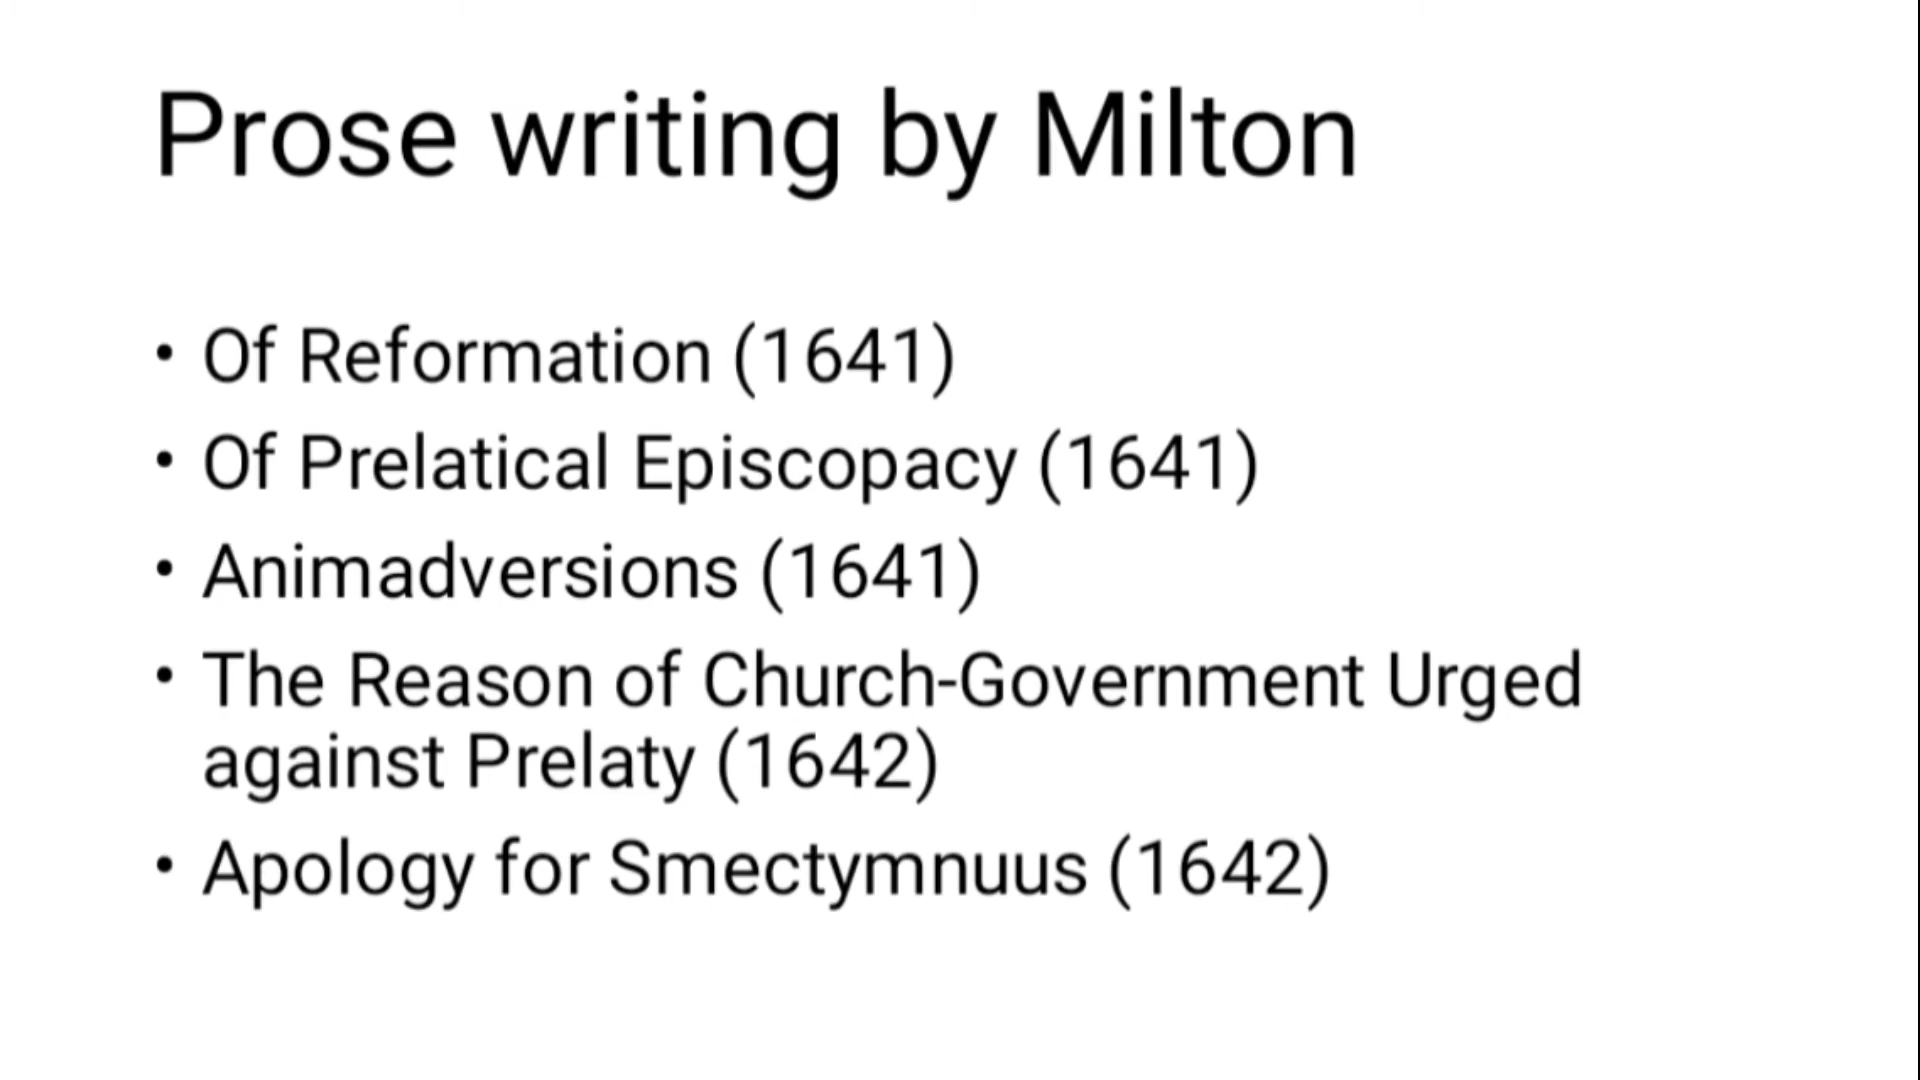 Prose writing by Milton
• Of Reformation (1641)
• Of Prelatical Episcopacy (1641)
• Animadversions (1641)
• The Reason of Church-Government Urged
against Prelaty (1642)
• Apology for Smectymnuus (1642)